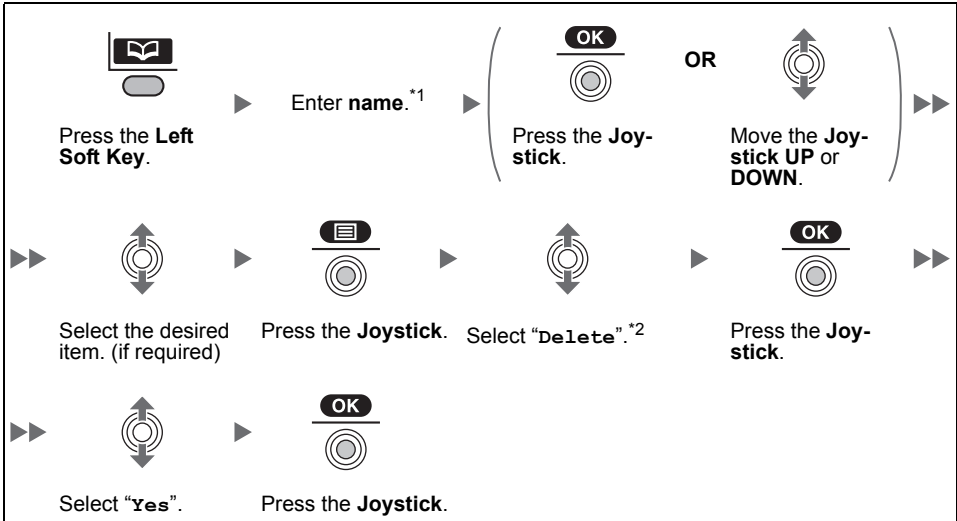 OK
OK
OR
Enter name.*1
Press the Left
Soft Key.
Press the Joy-
stick.
Move the Joy-
stick UP or
DOWN.
OK
Select the desired
item. (if required)
Press the Joystick.
Select “Delete”.*2
Press the Joy-
stick.
OK
Select “Yes”.
Press the Joystick.